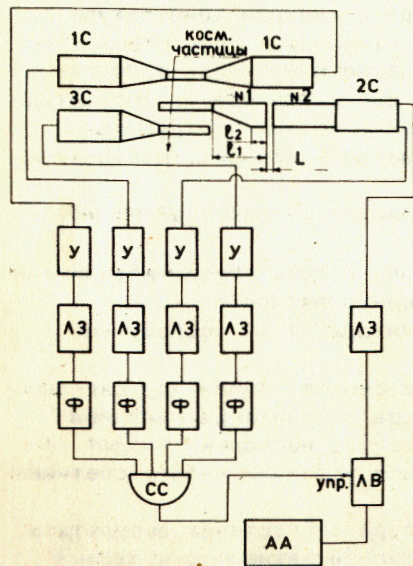 косм.
частицы
1С
1С
3С
N1
N2
2С
ℓ2
ℓ1
L
У
У
У
У
ЛЗ
ЛЗ
ЛЗ
ЛЗ
ЛЗ
Ф
Ф
Ф
Ф
СС
упр.
ЛВ
АА